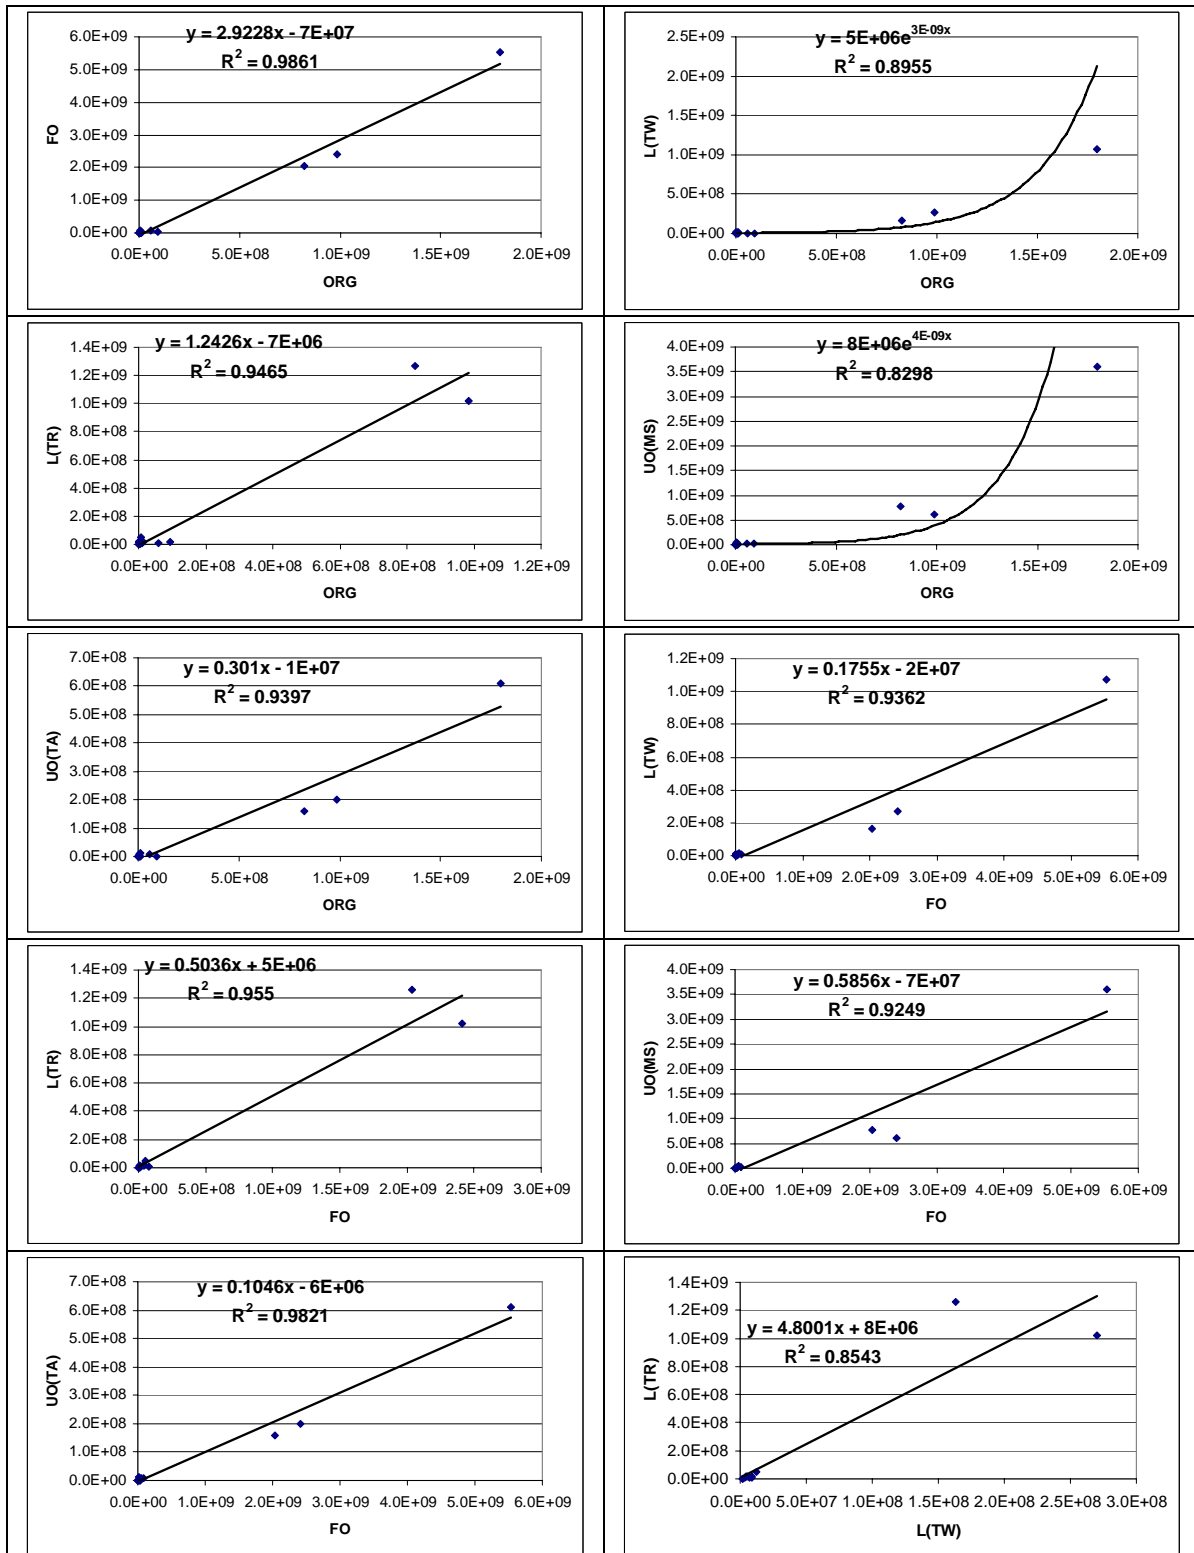 y = 2.9228x - 7E+07
R² = 0.9861
6.0E+09
5.0E+09
4.0E+09
3.0E+09
2.0E+09
1.0E+09
0.0E+00
FO
0.0E+00 5.0E+08 1.0E+09 1.5E+09 2.0E+09
ORG
y = 5E+06e^3E-09x
R² = 0.8955
2.5E+09
2.0E+09
1.5E+09
1.0E+09
5.0E+08
0.0E+00
L(TW)
0.0E+00 5.0E+08 1.0E+09 1.5E+09 2.0E+09
ORG
y = 1.2426x - 7E+06
R² = 0.9465
1.4E+09
1.2E+09
1.0E+09
8.0E+08
6.0E+08
4.0E+08
2.0E+08
0.0E+00
L(TR)
0.0E+00 2.0E+08 4.0E+08 6.0E+08 8.0E+08 1.0E+09 1.2E+09
ORG
y = 8E+06e^4E-09x
R² = 0.8298
4.0E+09
3.5E+09
3.0E+09
2.5E+09
2.0E+09
1.5E+09
1.0E+09
5.0E+08
0.0E+00
UO(MS)
0.0E+00 5.0E+08 1.0E+09 1.5E+09 2.0E+09
ORG
y = 0.301x - 1E+07
R² = 0.9397
7.0E+08
6.0E+08
5.0E+08
4.0E+08
3.0E+08
2.0E+08
1.0E+08
0.0E+00
UO(TA)
0.0E+00 5.0E+08 1.0E+09 1.5E+09 2.0E+09
ORG
y = 0.1755x - 2E+07
R² = 0.9362
1.2E+09
1.0E+09
8.0E+08
6.0E+08
4.0E+08
2.0E+08
0.0E+00
L(TW)
0.0E+00 1.0E+09 2.0E+09 3.0E+09 4.0E+09 5.0E+09 6.0E+09
FO
y = 0.5036x + 5E+06
R² = 0.955
1.4E+09
1.2E+09
1.0E+09
8.0E+08
6.0E+08
4.0E+08
2.0E+08
0.0E+00
L(TR)
0.0E+00 5.0E+08 1.0E+09 1.5E+09 2.0E+09 2.5E+09 3.0E+09
FO
y = 0.5856x - 7E+07
R² = 0.9249
4.0E+09
3.5E+09
3.0E+09
2.5E+09
2.0E+09
1.5E+09
1.0E+09
5.0E+08
0.0E+00
UO(MS)
0.0E+00 1.0E+09 2.0E+09 3.0E+09 4.0E+09 5.0E+09 6.0E+09
FO
y = 0.1046x - 6E+06
R² = 0.9821
7.0E+08
6.0E+08
5.0E+08
4.0E+08
3.0E+08
2.0E+08
1.0E+08
0.0E+00
UO(TA)
0.0E+00 1.0E+09 2.0E+09 3.0E+09 4.0E+09 5.0E+09 6.0E+09
FO
y = 4.8001x + 8E+06
R² = 0.8543
1.4E+09
1.2E+09
1.0E+09
8.0E+08
6.0E+08
4.0E+08
2.0E+08
0.0E+00
L(TR)
0.0E+00 5.0E+07 1.0E+08 1.5E+08 2.0E+08 2.5E+08 3.0E+08
L(TW)